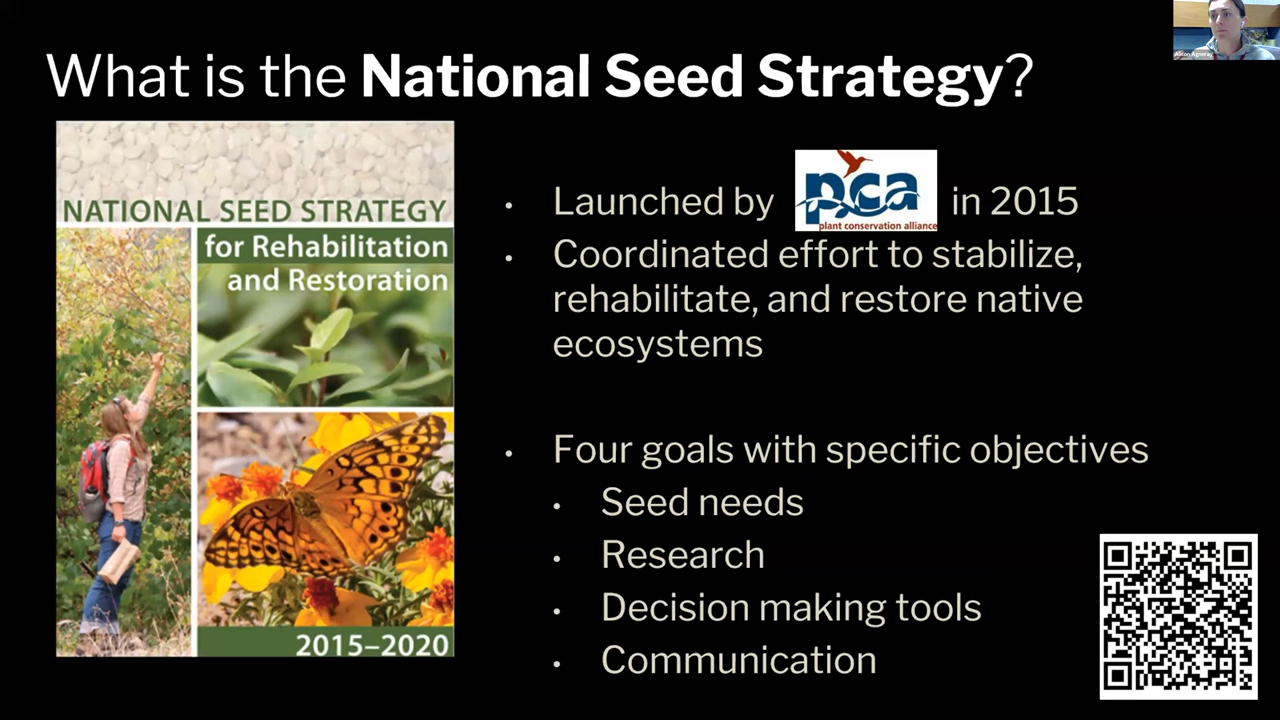 What is the National Seed Strategy?
NATIONAL SEED STRATEGY
for Rehabilitation
and Restoration
2015–2020
• Launched by pca in 2015
plant conservation alliance
• Coordinated effort to stabilize,
rehabilitate, and restore native
ecosystems
• Four goals with specific objectives
• Seed needs
• Research
• Decision making tools
• Communication